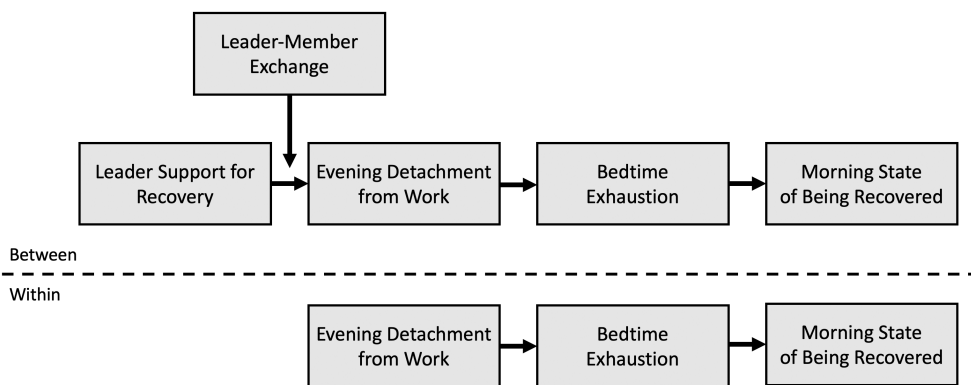 Leader-Member
Exchange
Leader Support for
Recovery
Evening Detachment
from Work
Bedtime
Exhaustion
Morning State
of Being Recovered
Between
Within
Evening Detachment
from Work
Bedtime
Exhaustion
Morning State
of Being Recovered